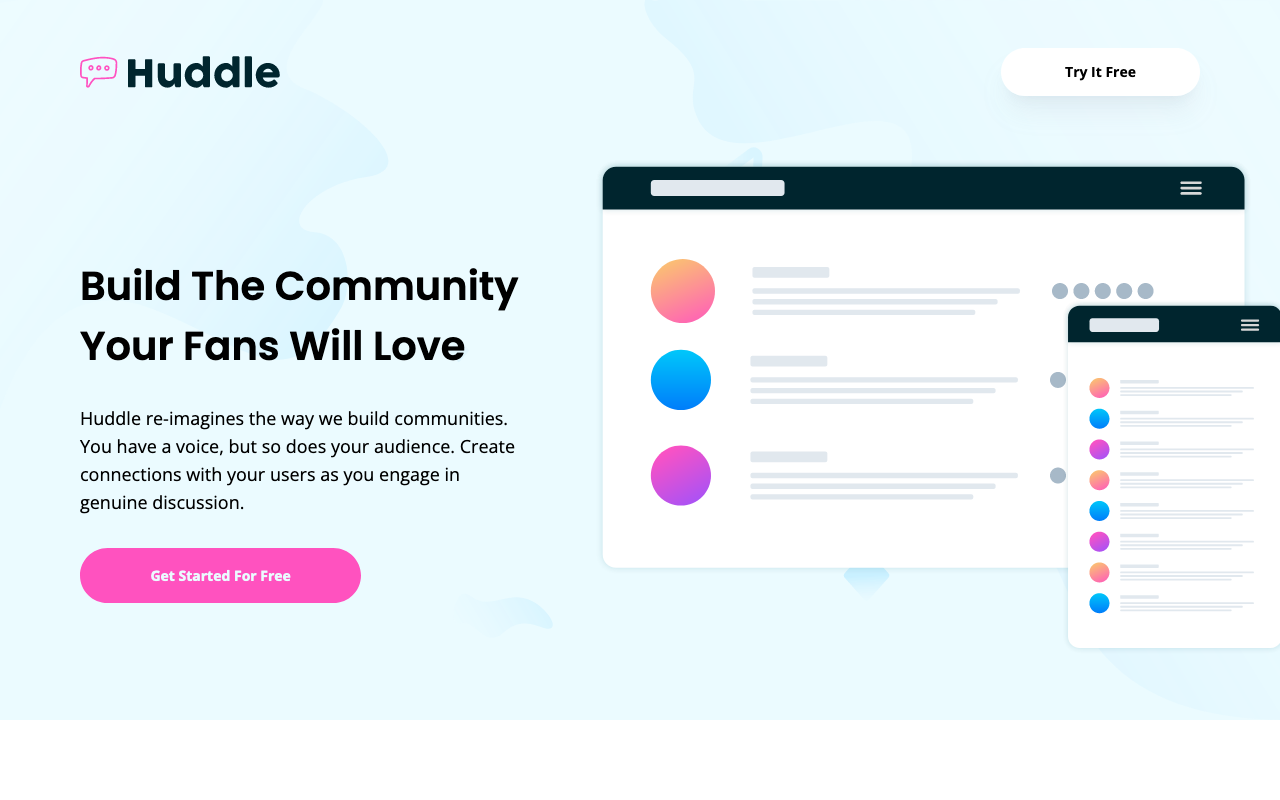 Huddle
Try It Free
Build The Community
Your Fans Will Love
Huddle re-imagines the way we build communities.
You have a voice, but so does your audience. Create
connections with your users as you engage in
genuine discussion.
Get Started For Free